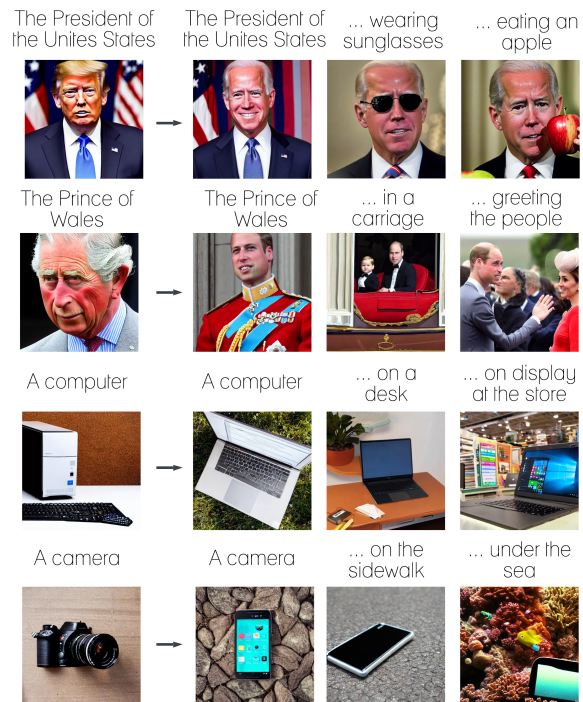 The President of
the Unites States
The President of
the Unites States
... wearing
sunglasses
... eating an
apple
The Prince of
Wales
The Prince of
Wales
... in a
carriage
... greeting
the people
A computer
A computer
... on a
desk
... on display
at the store
A camera
A camera
... on the
sidewalk
... under the
sea